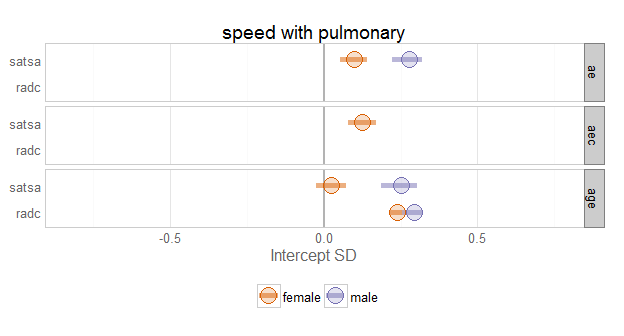 speed with pulmonary
satsa
radc
ae
satsa
radc
aec
satsa
radc
age
-0.5 0.0 0.5
Intercept SD
female male